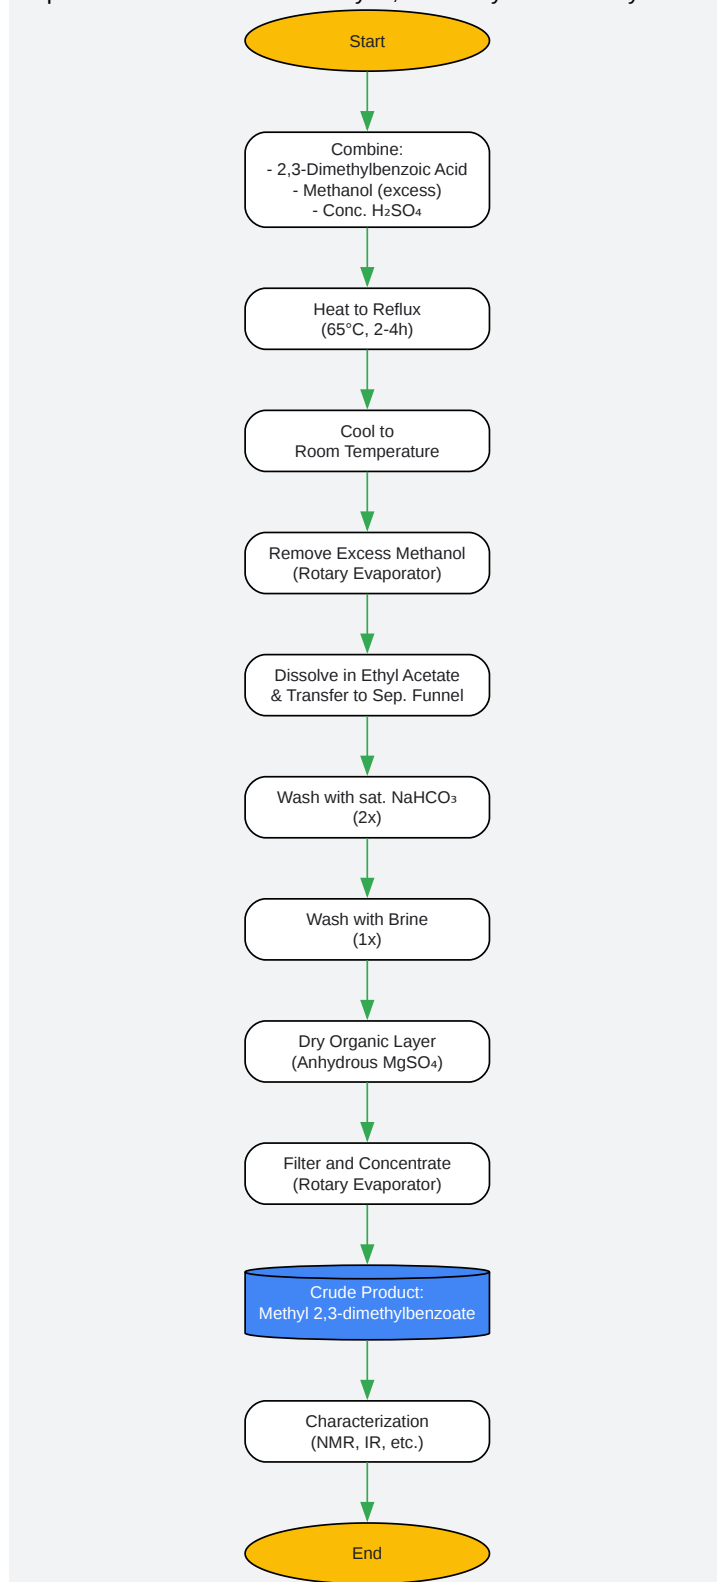 Start
Combine:
- 2,3-Dimethylbenzoic Acid
- Methanol (excess)
- Conc. H₂SO₄
Heat to Reflux
(65°C, 2-4h)
Cool to
Room Temperature
Remove Excess Methanol
(Rotary Evaporator)
Dissolve in Ethyl Acetate
& Transfer to Sep. Funnel
Wash with sat. NaHCO₃
(2x)
Wash with Brine
(1x)
Dry Organic Layer
(Anhydrous MgSO₄)
Filter and Concentrate
(Rotary Evaporator)
Crude Product:
Methyl 2,3-dimethylbenzoate
Characterization
(NMR, IR, etc.)
End